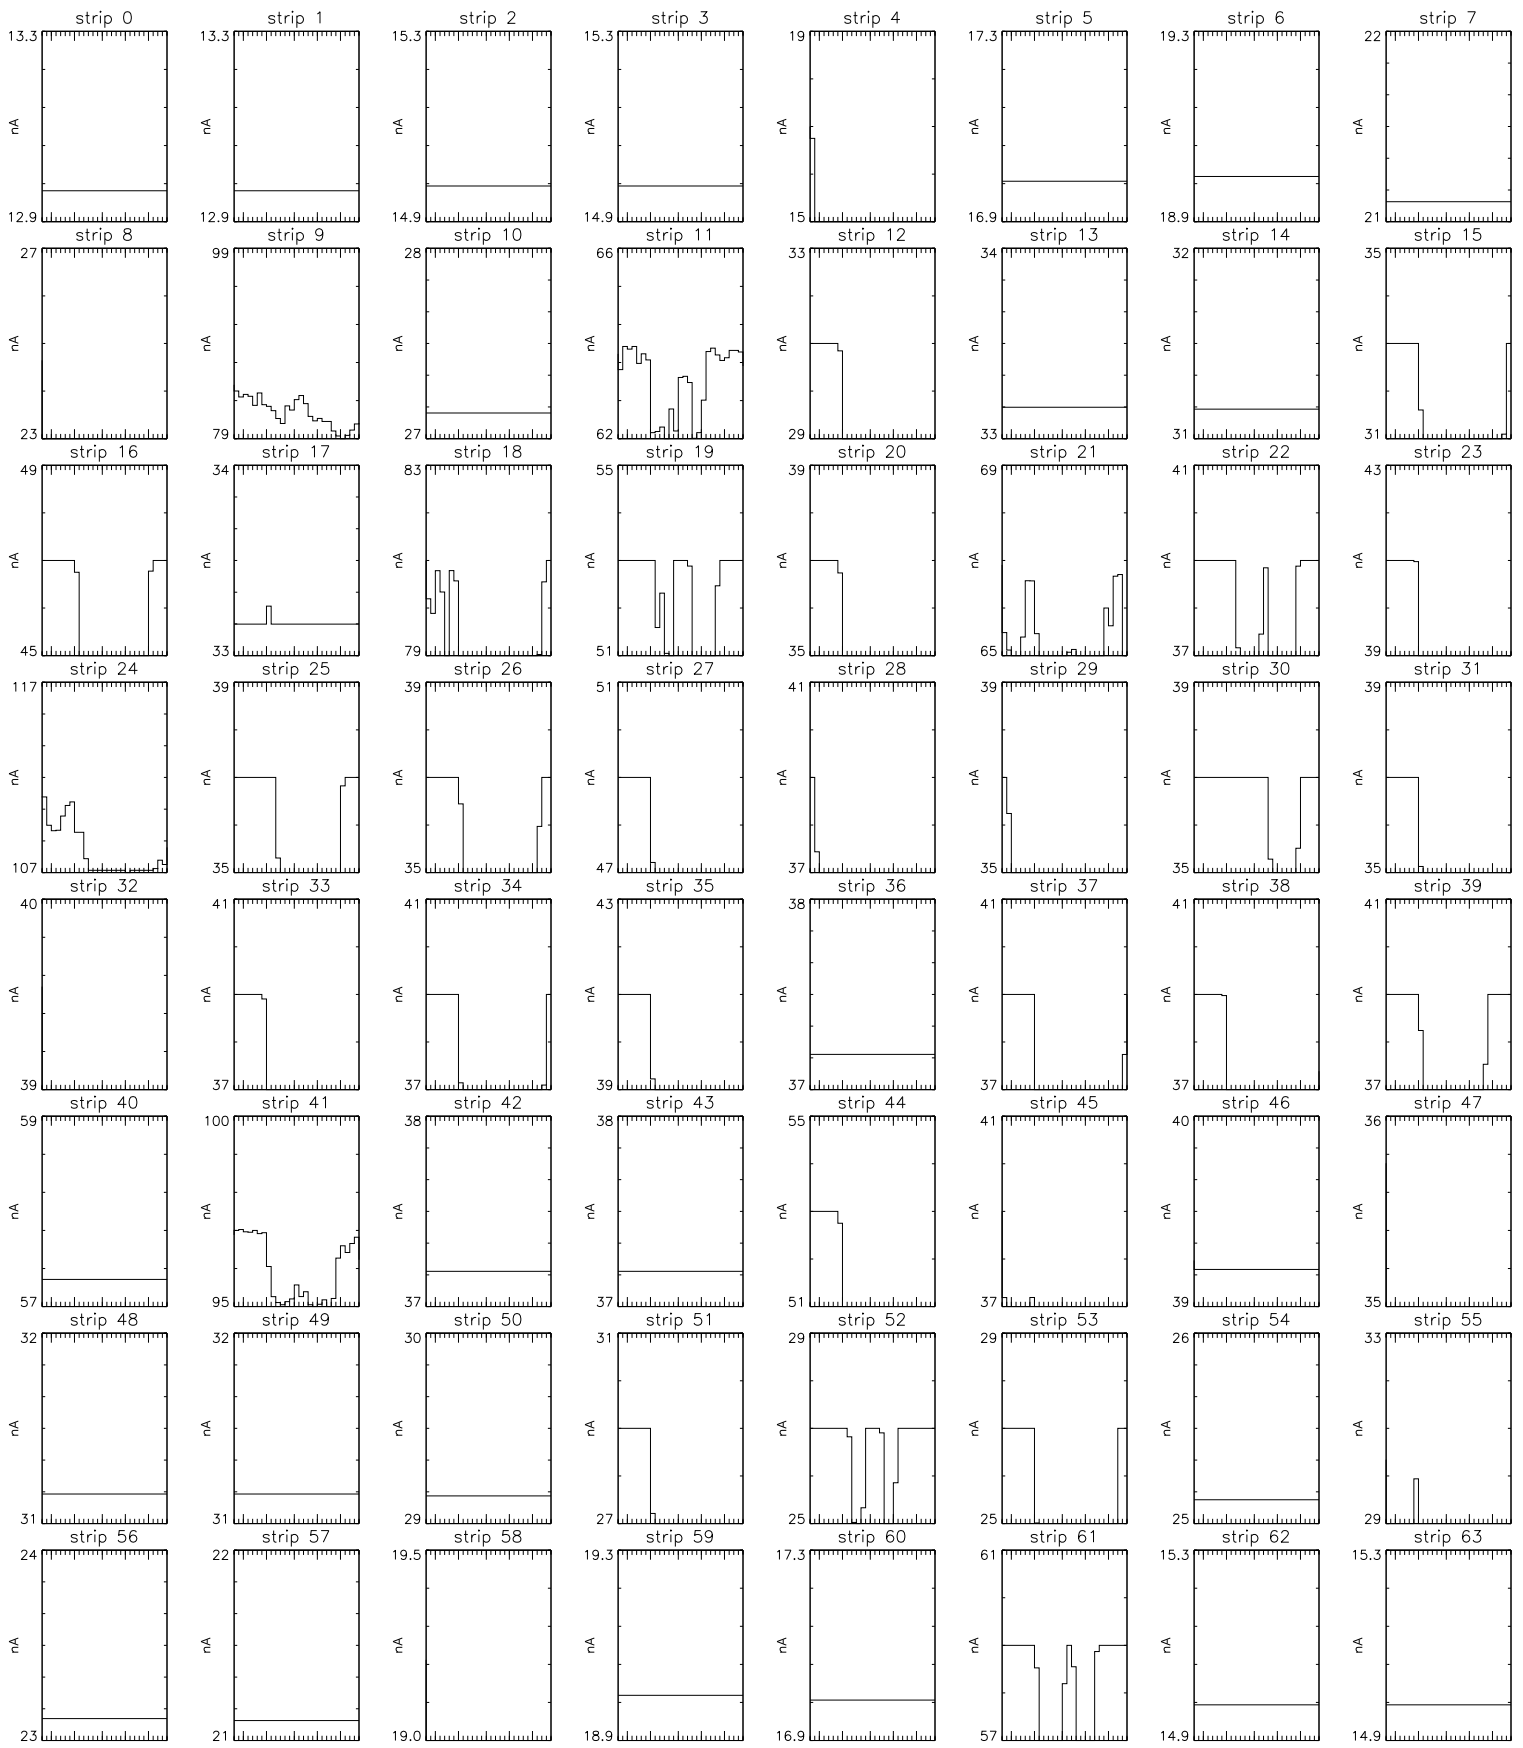 strip 0 strip 1 strip 2 strip 3 strip 4 strip 5 strip 6 strip 7
13.3 13.3 15.3 15.3 19 17.3 19.3 22
nA nA nA nA nA nA nA nA
12.9 12.9 14.9 14.9 15 16.9 18.9 21
strip 8 strip 9 strip 10 strip 11 strip 12 strip 13 strip 14 strip 15
27 99 28 66 33 34 32 35
nA nA nA nA nA nA nA nA
23 79 27 62 29 33 31 31
strip 16 strip 17 strip 18 strip 19 strip 20 strip 21 strip 22 strip 23
49 34 83 55 39 69 41 43
nA nA nA nA nA nA nA nA
45 33 79 51 35 65 37 39
strip 24 strip 25 strip 26 strip 27 strip 28 strip 29 strip 30 strip 31
117 39 39 51 41 39 39 39
nA nA nA nA nA nA nA nA
107 35 35 47 37 35 35 35
strip 32 strip 33 strip 34 strip 35 strip 36 strip 37 strip 38 strip 39
40 41 41 43 38 41 41 41
nA nA nA nA nA nA nA nA
39 37 37 39 37 37 37 37
strip 40 strip 41 strip 42 strip 43 strip 44 strip 45 strip 46 strip 47
59 100 38 38 55 41 40 36
nA nA nA nA nA nA nA nA
57 95 37 37 51 37 39 35
strip 48 strip 49 strip 50 strip 51 strip 52 strip 53 strip 54 strip 55
32 32 30 31 29 29 26 33
nA nA nA nA nA nA nA nA
31 31 29 27 25 25 25 29
strip 56 strip 57 strip 58 strip 59 strip 60 strip 61 strip 62 strip 63
24 22 19.5 19.3 17.3 61 15.3 15.3
nA nA nA nA nA nA nA nA
23 21 19.0 18.9 16.9 57 14.9 14.9